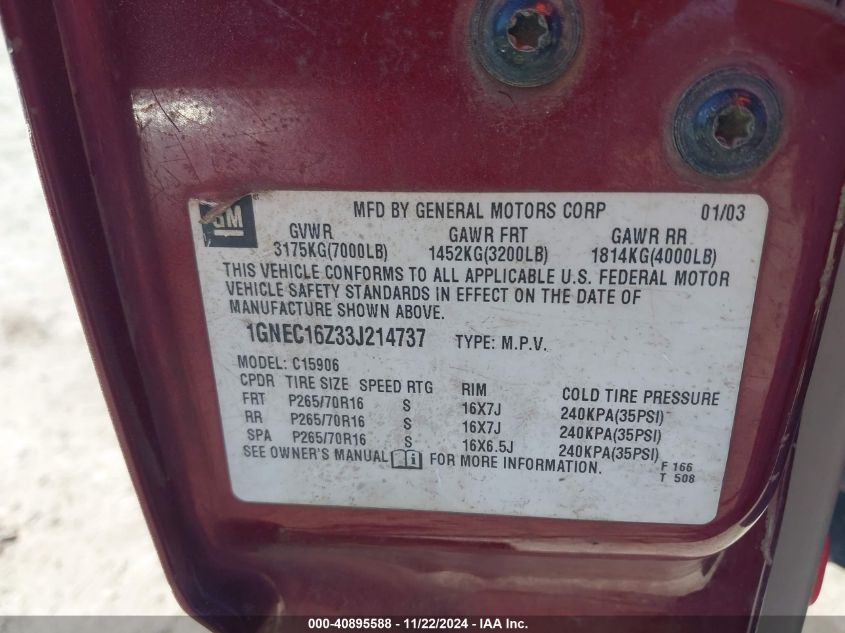 GM MFD BY GENERAL MOTORS CORP 01/03
GVWR GAWR FRT GAWR RR
3175KG(7000LB) 1452KG(3200LB) 1814KG(4000LB)
THIS VEHICLE CONFORMS TO ALL APPLICABLE U.S. FEDERAL MOTOR
VEHICLE SAFETY STANDARDS IN EFFECT ON THE DATE OF
MANUFACTURE SHOWN ABOVE.
1GNEC16Z33J214737 TYPE: M.P.V.
MODEL: C15906
CPDR TIRE SIZE SPEED RTG RIM COLD TIRE PRESSURE
FRT P265/70R16 S 16X7J 240KPA(35PSI)
RR P265/70R16 S 16X7J 240KPA(35PSI)
SPA P265/70R16 S 16X6.5J 240KPA(35PSI)
SEE OWNER'S MANUAL FOR MORE INFORMATION. F 166
T 508
000-40895588 - 11/22/2024 - IAA Inc.